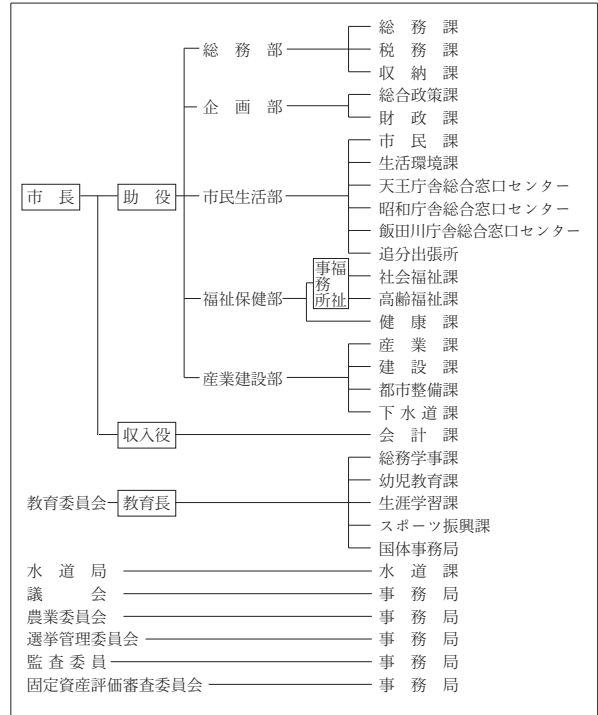 総務課
総務部 税務課
収納課
総合政策課
企画部
財政課
市民課
生活環境課
天王庁舎総合窓口センター
市長 助役 市民生活部
昭和庁舎総合窓口センター
飯田川庁舎総合窓口センター
追分出張所
福祉事務所 社会福祉課
福祉保健部 高齢福祉課
健康課
産業課
建設課
産業建設部
都市整備課
下水道課
収入役 会計課
総務学事課
幼児教育課
教育委員会 教育長 生涯学習課
スポーツ振興課
国体事務局
水道局 水道課
議会 事務局
農業委員会 事務局
選挙管理委員会 事務局
監査委員 事務局
固定資産評価審査委員会 事務局